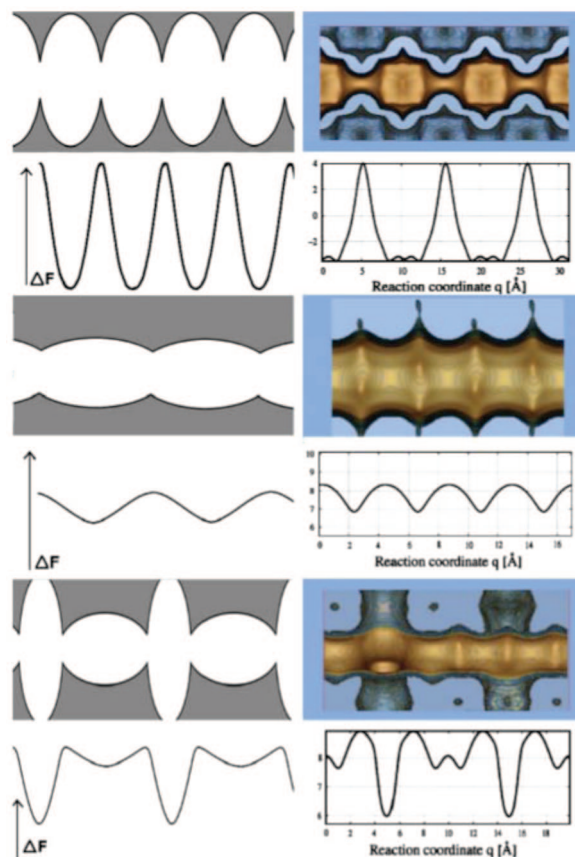 4
2
0
-2
0 5 10 15 20 25 30
ΔF
Reaction coordinate q [Å]
10
9
8
7
6
0 2 4 6 8 10 12 14 16
ΔF
Reaction coordinate q [Å]
8
7
6
0 2 4 6 8 10 12 14 16 18
ΔF
Reaction coordinate q [Å]